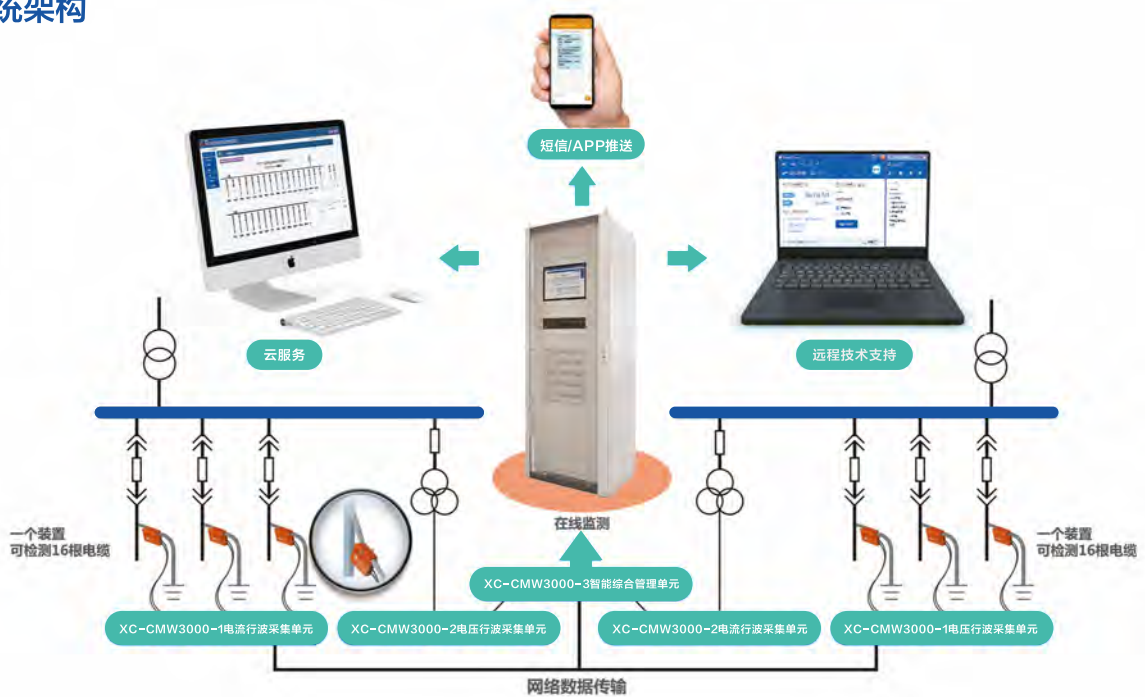 统架构
短信/APP推送
云服务
远程技术支持
在线监测
一个装置
可检测16根电缆
一个装置
可检测16根电缆
XC-CMW3000-3智能综合管理单元
XC-CMW3000-1电流行波采集单元
XC-CMW3000-2电压行波采集单元
XC-CMW3000-2电流行波采集单元
XC-CMW3000-1电压行波采集单元
网络数据传输